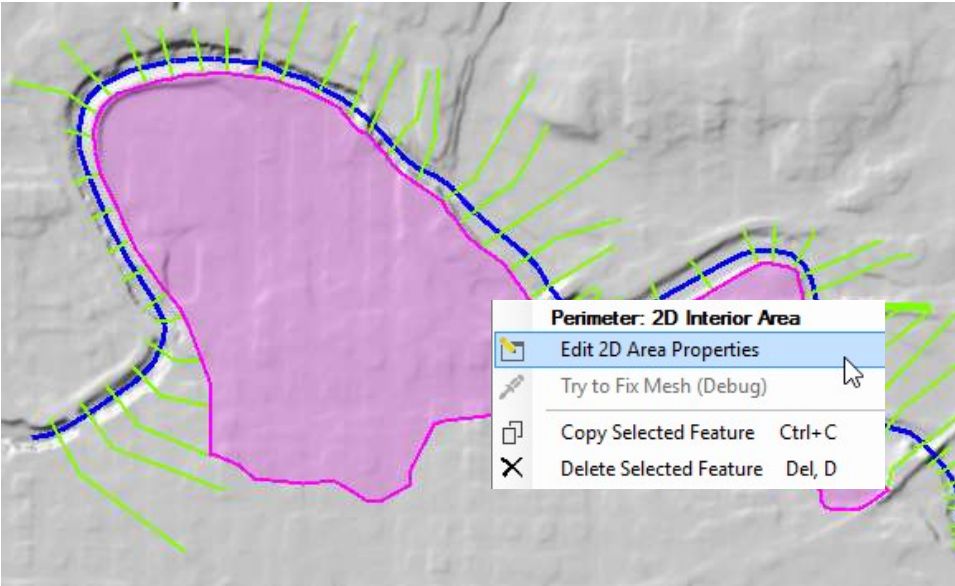 Perimeter: 2D Interior Area
Edit 2D Area Properties
Try to Fix Mesh (Debug)
Copy Selected Feature Ctrl+C
Delete Selected Feature Del, D